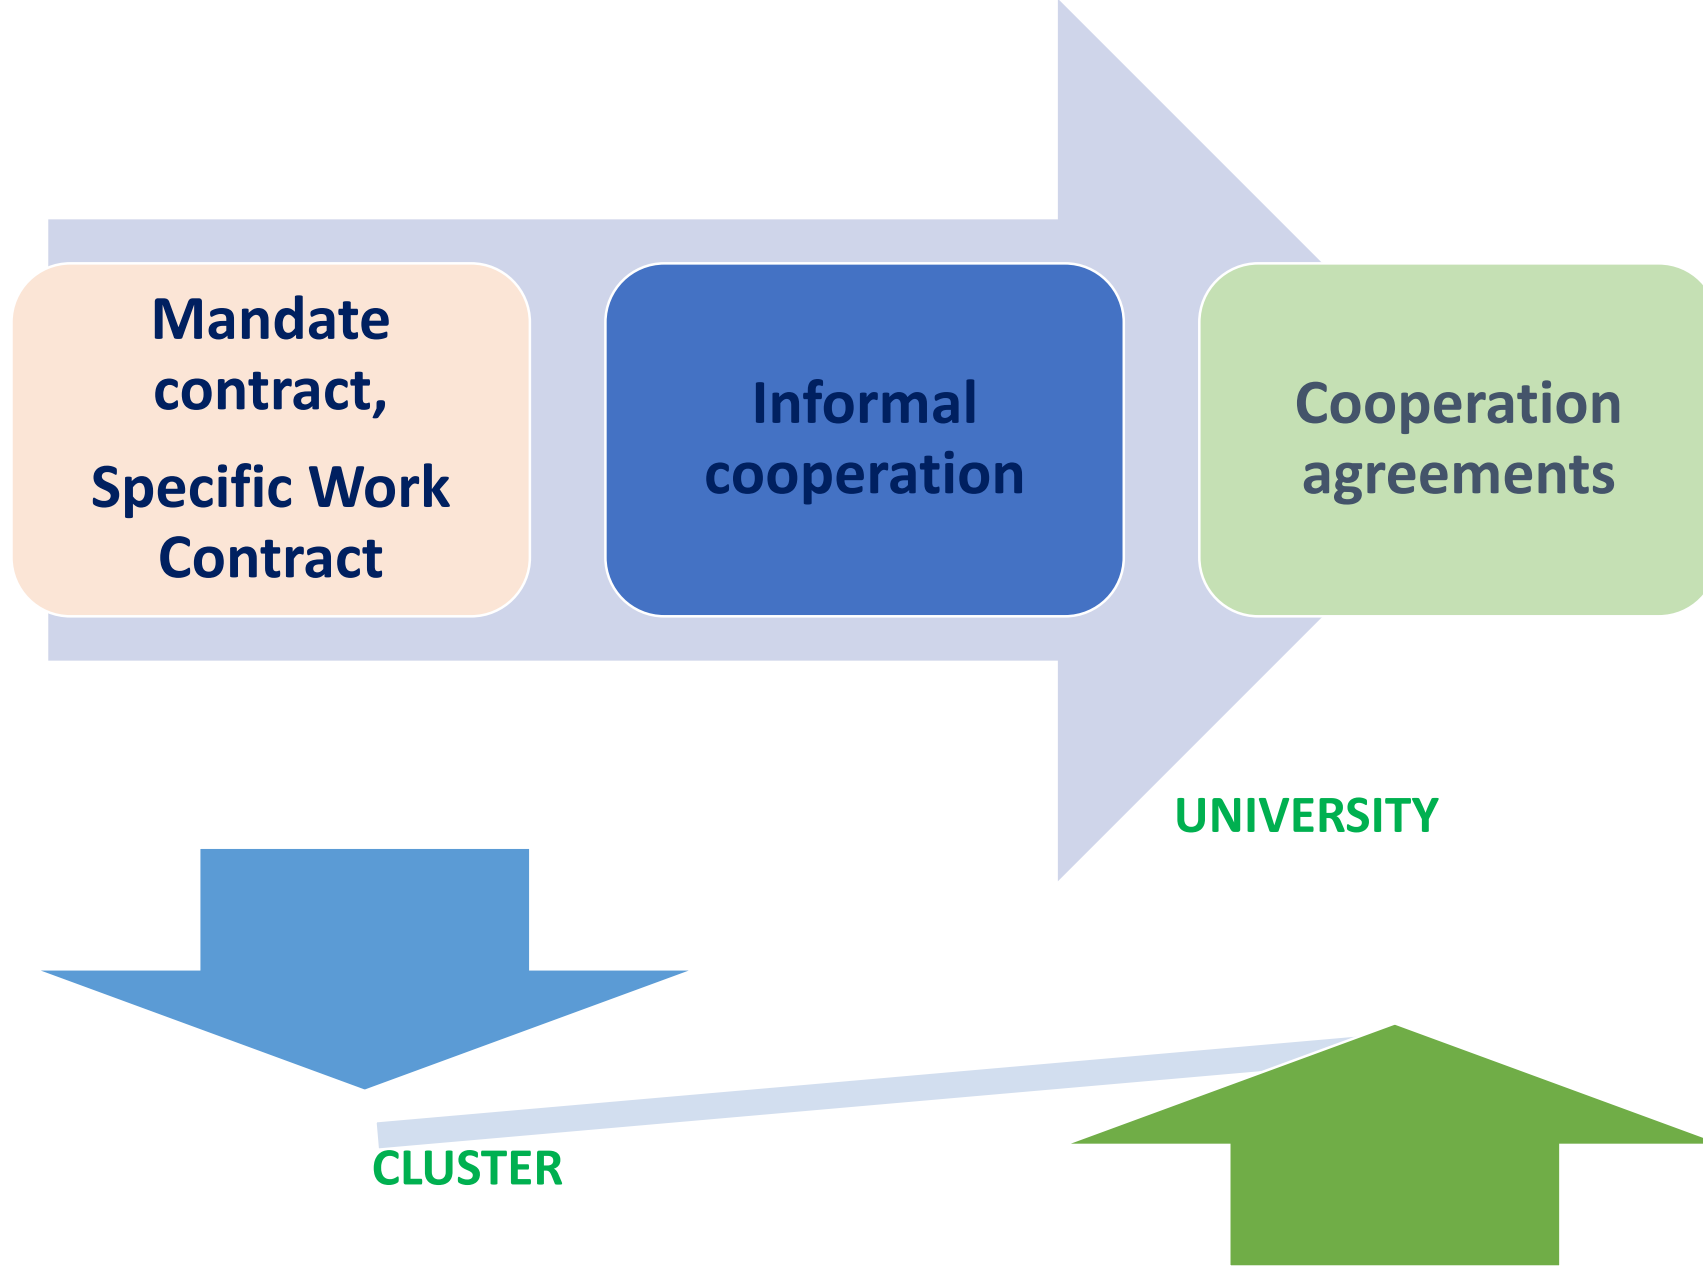 Mandate
contract,
Specific Work
Contract
Informal
cooperation
Cooperation
agreements
UNIVERSITY
CLUSTER